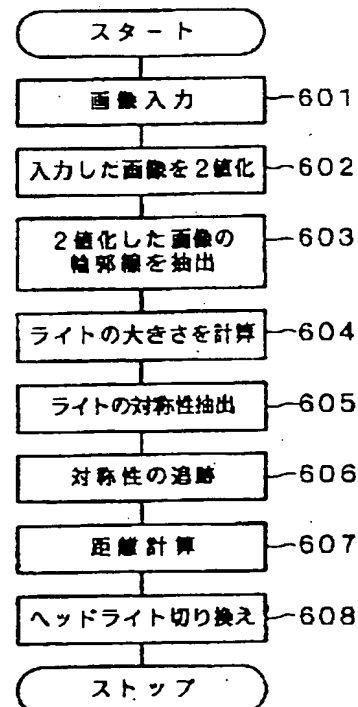 スタート
画像入力
601
入力した画像を2値化
602
2値化した画像の
輪郭線を抽出
603
ライトの大きさを計算
604
ライトの対称性抽出
605
対称性の追跡
606
距離計算
607
ヘッドライト切り換え
608
ストップ